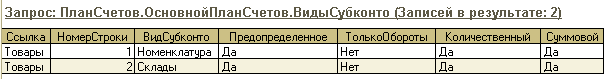 Запрос: ПланСчетов.ОсновнойПланСчетов.ВидыСубконто (Записей в результате: 2)
Ссылка НомерСтроки ВидСубконто Предопределенное ТолькоОбороты Количественный Суммовой
Товары 1 Номенклатура Да Нет Да Да
Товары 2 Склады Да Нет Да Да